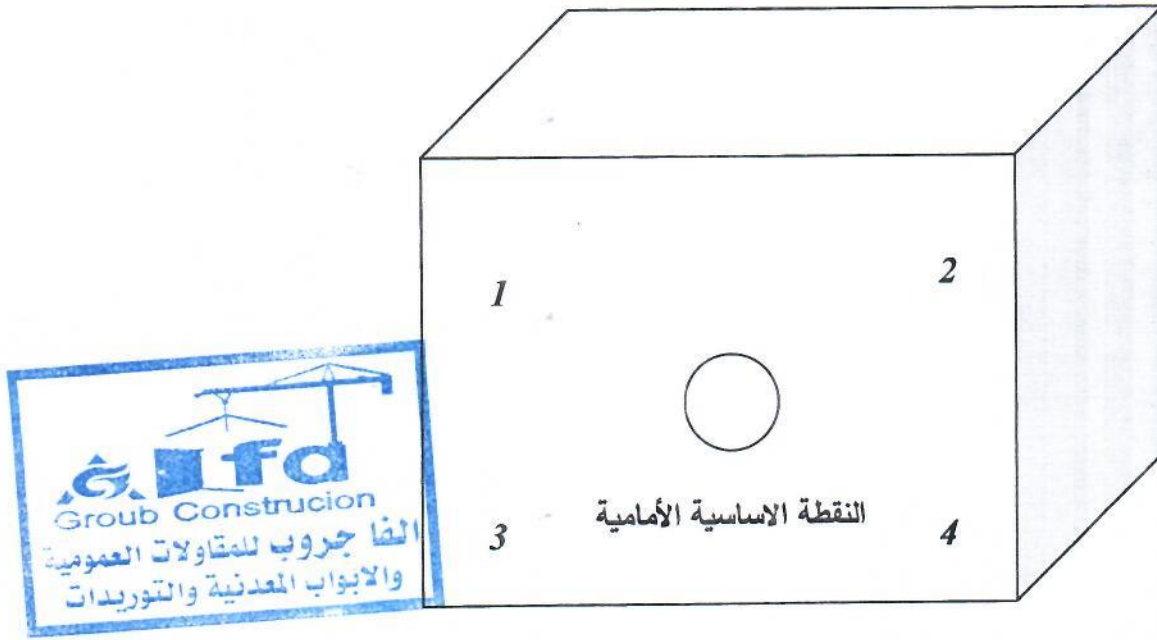 1
2
النقطة الاساسية الأمامية
3
4
Alfa
Groub Construcion
الفا جروب للمقاولات العمومية
والابواب المعدنية والتوريدات